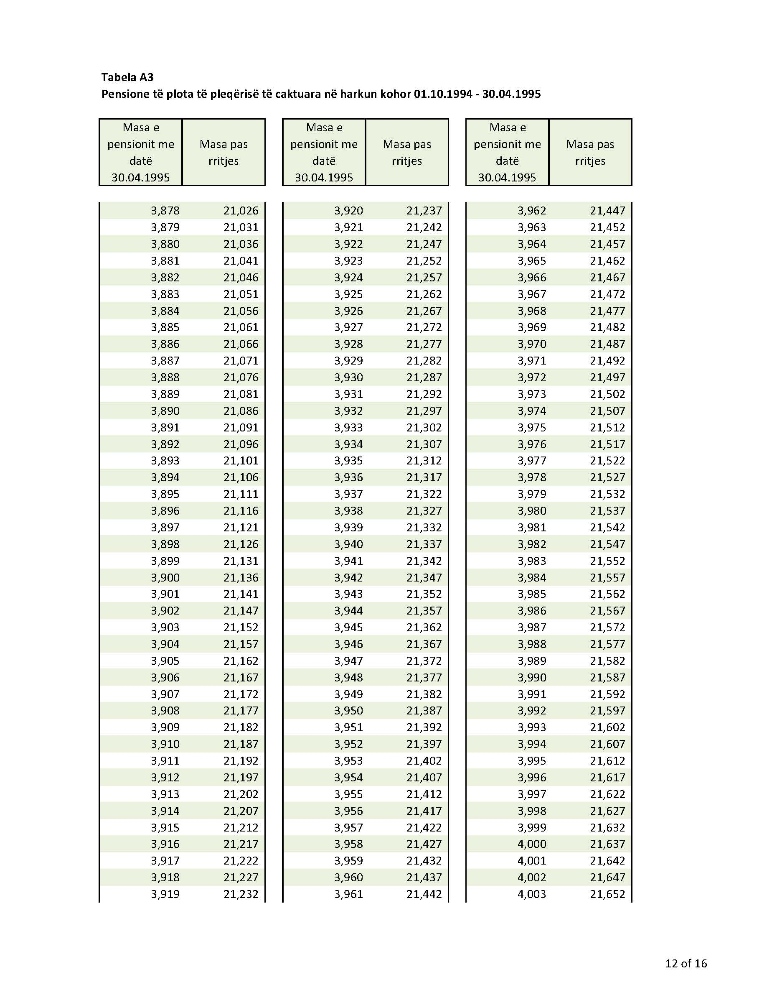 Tabela A3
Pensione të plota të pleqërisë të caktuara në harkun kohor 01.10.1994 - 30.04.1995
Masa e pensionit me datë 30.04.1995 Masa pas rritjes Masa e pensionit me datë 30.04.1995 Masa pas rritjes Masa e pensionit me datë 30.04.1995 Masa pas rritjes
3,878 21,026 3,920 21,237 3,962 21,447
3,879 21,031 3,921 21,242 3,963 21,452
3,880 21,036 3,922 21,247 3,964 21,457
3,881 21,041 3,923 21,252 3,965 21,462
3,882 21,046 3,924 21,257 3,966 21,467
3,883 21,051 3,925 21,262 3,967 21,472
3,884 21,056 3,926 21,267 3,968 21,477
3,885 21,061 3,927 21,272 3,969 21,482
3,886 21,066 3,928 21,277 3,970 21,487
3,887 21,071 3,929 21,282 3,971 21,492
3,888 21,076 3,930 21,287 3,972 21,497
3,889 21,081 3,931 21,292 3,973 21,502
3,890 21,086 3,932 21,297 3,974 21,507
3,891 21,091 3,933 21,302 3,975 21,512
3,892 21,096 3,934 21,307 3,976 21,517
3,893 21,101 3,935 21,312 3,977 21,522
3,894 21,106 3,936 21,317 3,978 21,527
3,895 21,111 3,937 21,322 3,979 21,532
3,896 21,116 3,938 21,327 3,980 21,537
3,897 21,121 3,939 21,332 3,981 21,542
3,898 21,126 3,940 21,337 3,982 21,547
3,899 21,131 3,941 21,342 3,983 21,552
3,900 21,136 3,942 21,347 3,984 21,557
3,901 21,141 3,943 21,352 3,985 21,562
3,902 21,147 3,944 21,357 3,986 21,567
3,903 21,152 3,945 21,362 3,987 21,572
3,904 21,157 3,946 21,367 3,988 21,577
3,905 21,162 3,947 21,372 3,989 21,582
3,906 21,167 3,948 21,377 3,990 21,587
3,907 21,172 3,949 21,382 3,991 21,592
3,908 21,177 3,950 21,387 3,992 21,597
3,909 21,182 3,951 21,392 3,993 21,602
3,910 21,187 3,952 21,397 3,994 21,607
3,911 21,192 3,953 21,402 3,995 21,612
3,912 21,197 3,954 21,407 3,996 21,617
3,913 21,202 3,955 21,412 3,997 21,622
3,914 21,207 3,956 21,417 3,998 21,627
3,915 21,212 3,957 21,422 3,999 21,632
3,916 21,217 3,958 21,427 4,000 21,637
3,917 21,222 3,959 21,432 4,001 21,642
3,918 21,227 3,960 21,437 4,002 21,647
3,919 21,232 3,961 21,442 4,003 21,652
12 of 16